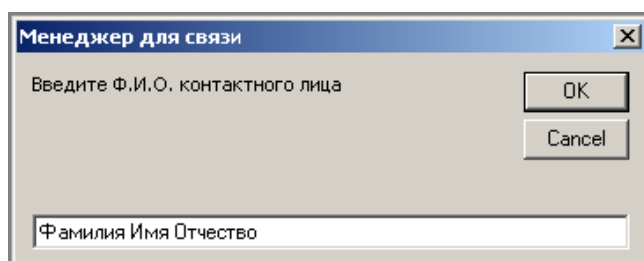 Менеджер для связи
Введите Ф.И.О. контактного лица
OK
Cancel
Фамилия Имя Отчество